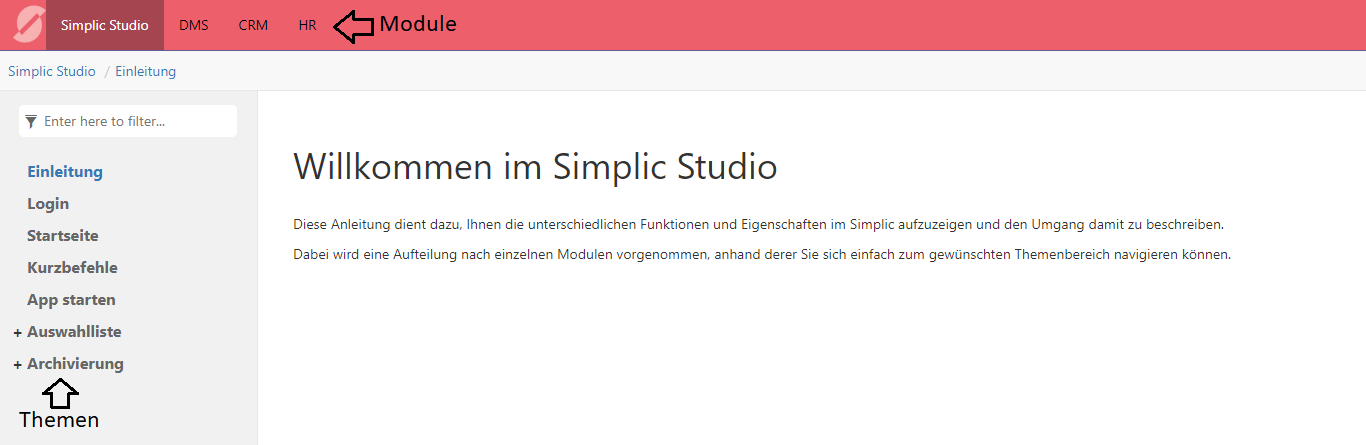 Simplic Studio DMS CRM HR Module
Simplic Studio / Einleitung
Enter here to filter...
Einleitung
Login
Startseite
Kurzbefehle
App starten
+ Auswahlliste
+ Archivierung
Themen
Willkommen im Simplic Studio
Diese Anleitung dient dazu, Ihnen die unterschiedlichen Funktionen und Eigenschaften im Simplic aufzuzeigen und den Umgang damit zu beschreiben.
Dabei wird eine Aufteilung nach einzelnen Modulen vorgenommen, anhand derer Sie sich einfach zum gewünschten Themenbereich navigieren können.